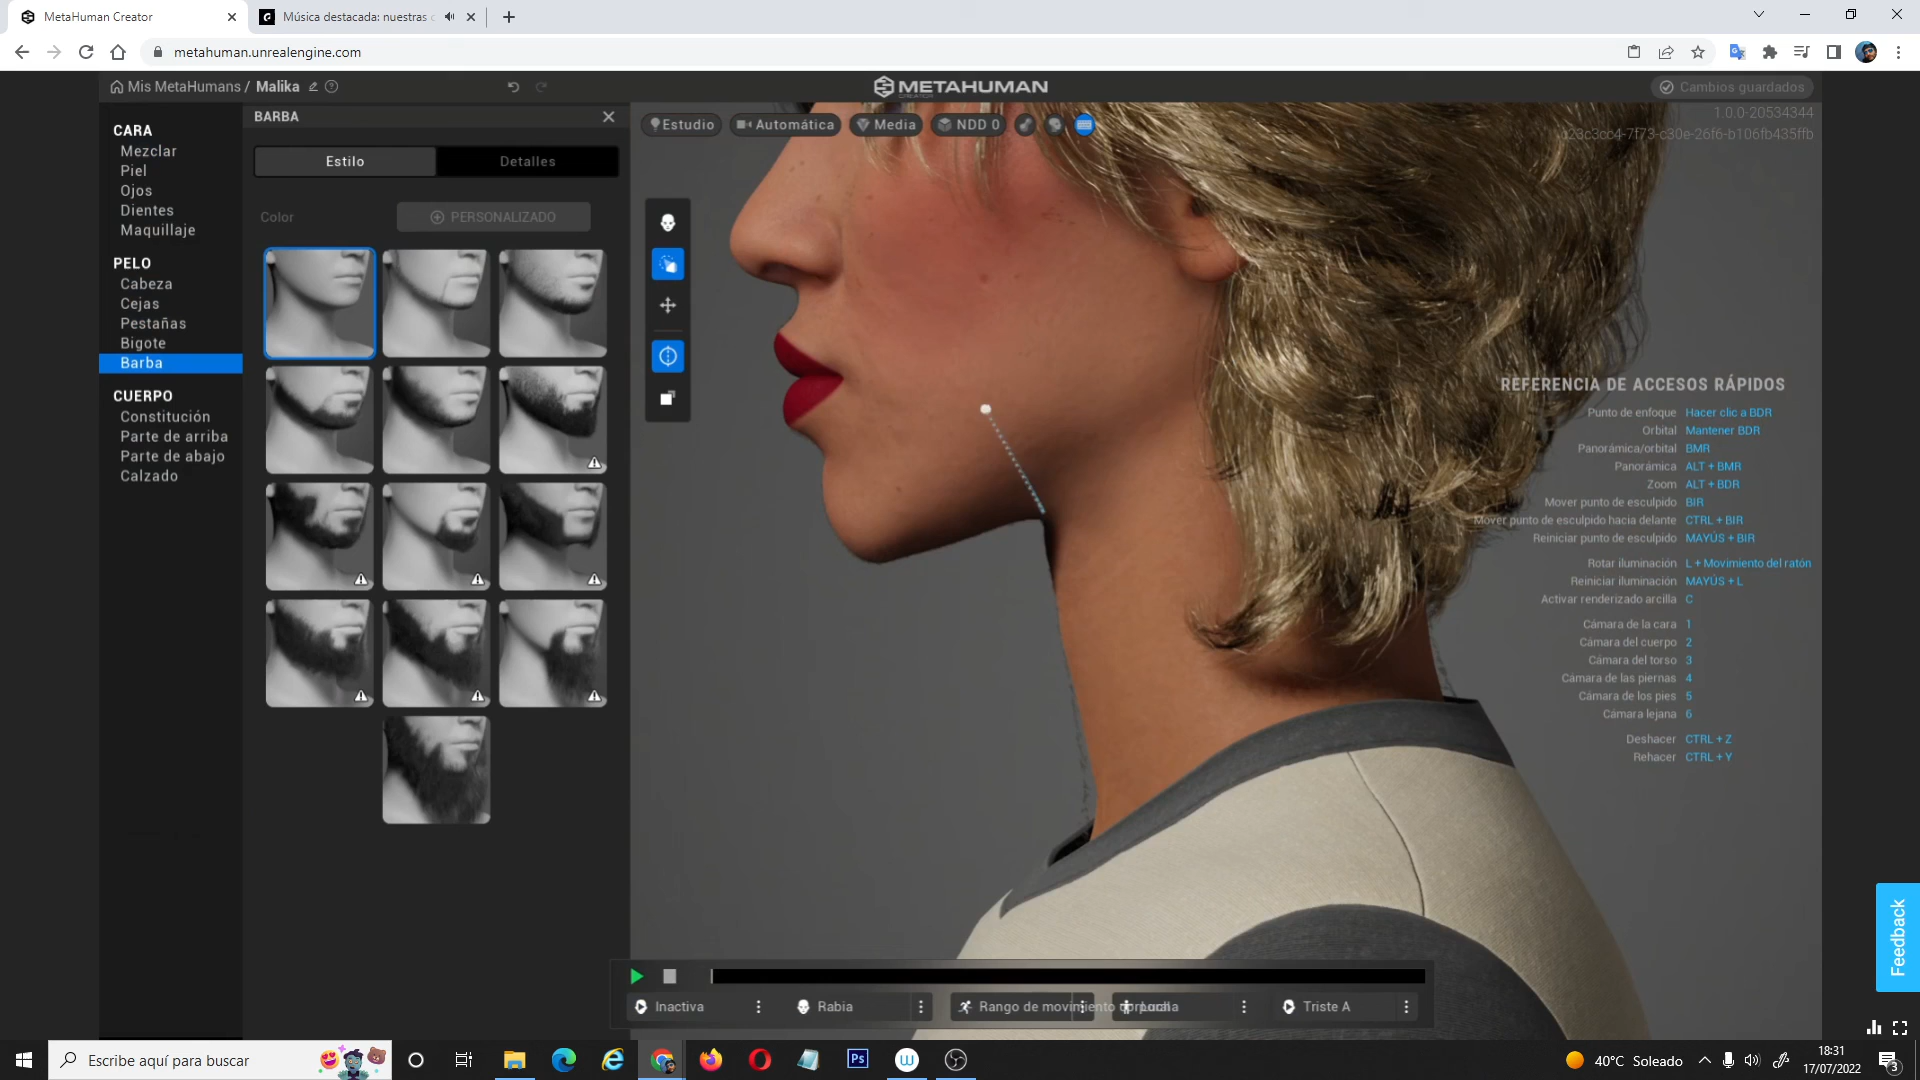 MetaHuman Creator
Música destacada: nuestras
metahuman.unrealengine.com
Mis MetaHumans / Malika
METAHUMAN
CREATOR
Cambios guardados
1.0.0-20534344
CARA
Mezclar
Piel
Ojos
Dientes
Maquillaje
PELO
Cabeza
Cejas
Pestañas
Bigote
Barba
CUERPO
Constitución
Parte de arriba
Parte de abajo
Calzado
BARBA
Estilo
Detalles
Color
PERSONALIZADO
Estudio
Automática
Media
NDD 0
REFERENCIA DE ACCESOS RÁPIDOS
Punto de enfoque Hacer clic a BDR
Orbital Mantener BDR
Panorámica/orbital BMR
Panorámica ALT + BMR
Zoom ALT + BDR
Mover punto de esculpido BIR
Mover punto de esculpido hacia delante CTRL + BIR
Reiniciar punto de esculpido MAYÚS + BIR
Rotar iluminación L + Movimiento del ratón
Reiniciar iluminación MAYÚS + L
Activar renderizado arcilla C
Cámara de la cara 1
Cámara del cuerpo 2
Cámara del torso 3
Cámara de las piernas 4
Cámara de los pies 5
Cámara lejana 6
Deshacer CTRL + Z
Rehacer CTRL + Y
Feedback
Inactiva
Rabia
Rango de movimiento
Triste A
Escribe aquí para buscar
Ps
40°C Soleado
18:31
17/07/2022
3